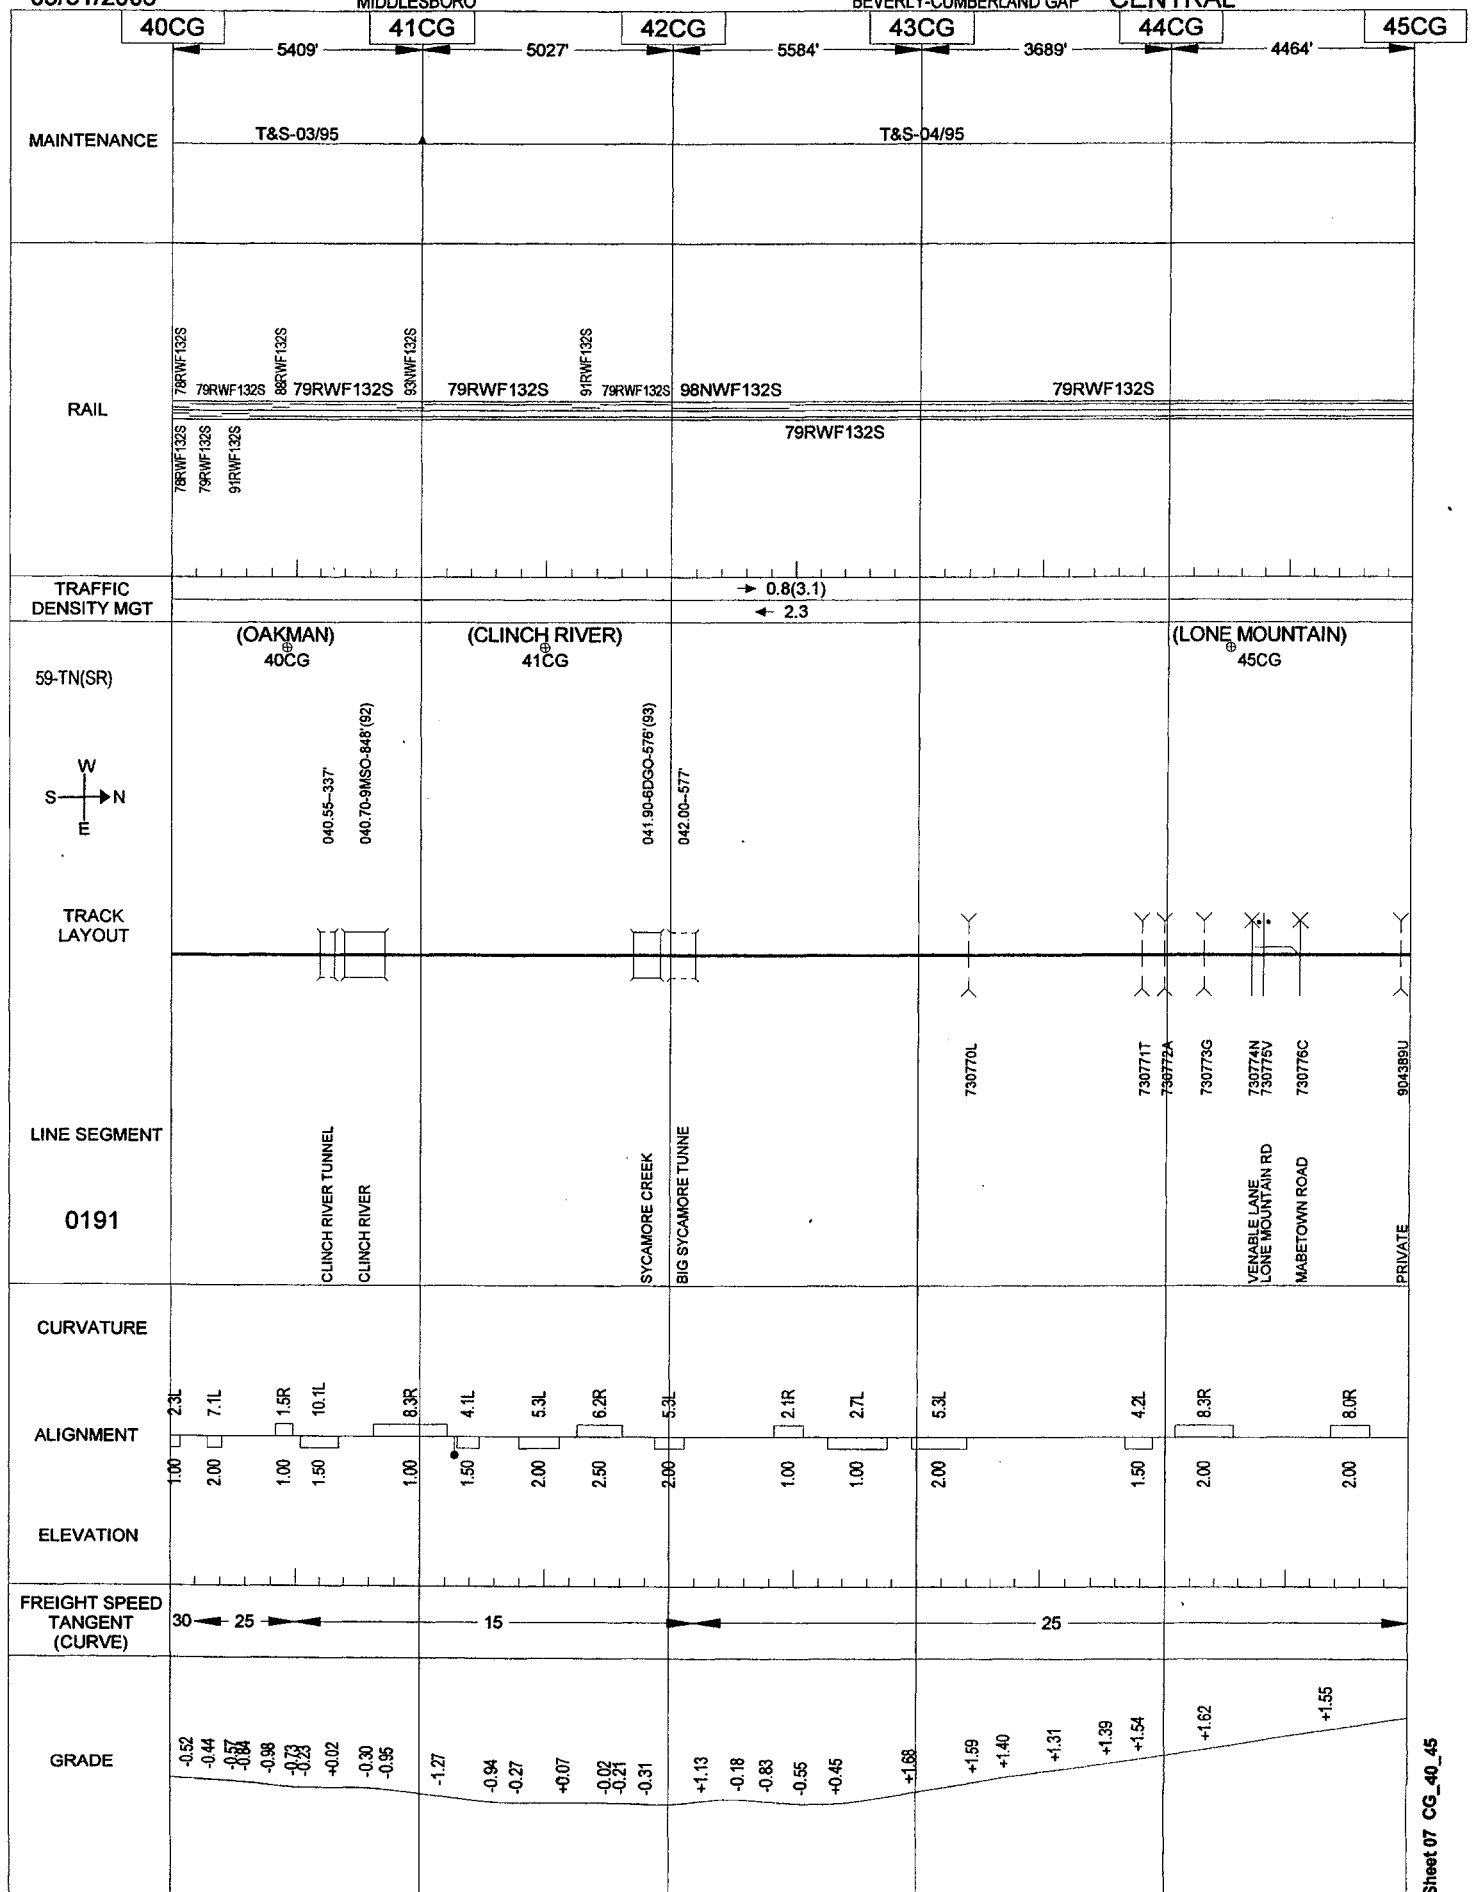 MIDDLESBORO
BEVERLY-CUMBERLAND GAP CENTRAL
40CG 41CG 42CG 43CG 44CG 45CG
5409' 5027' 5584' 3689' 4464'
MAINTENANCE
T&S-03/95
T&S-04/95
78RWF132S
79RWF132S
88RWF132S
79RWF132S
93NWF132S
79RWF132S
91RWF132S
79RWF132S
98NWF132S
79RWF132S
RAIL
79RWF132S
78RWF132S
79RWF132S
91RWF132S
TRAFFIC
DENSITY MGT
0.8(3.1)
2.3
(OAKMAN)
40CG
(CLINCH RIVER)
41CG
(LONE MOUNTAIN)
45CG
59-TN(SR)
W
S N
E
040.55--337'
040.70-9MSO-848'(92)
041.90-6DGO-576'(93)
042.00--577'
TRACK
LAYOUT
730770L
730771T
730772A
730773G
730774N
730775V
730776C
904389U
LINE SEGMENT
0191
CLINCH RIVER TUNNEL
CLINCH RIVER
SYCAMORE CREEK
BIG SYCAMORE TUNNE
VENABLE LANE
LONE MOUNTAIN RD
MABETOWN ROAD
PRIVATE
CURVATURE
2.3L 7.1L 1.5R 10.1L 8.3R 4.1L 5.3L 6.2R 5.3L 2.1R 2.7L 5.3L 4.2L 8.3R 8.0R
ALIGNMENT
1.00 2.00 1.00 1.50 1.00 1.50 2.00 2.50 2.00 1.00 1.00 2.00 1.50 2.00 2.00
ELEVATION
FREIGHT SPEED
TANGENT
(CURVE)
30 25 15 25
GRADE
-0.52 -0.44 -0.57 -0.84 -0.98 -0.73 -0.23 +0.02 -0.30 -0.95 -1.27 -0.94 -0.27 +0.07 -0.02 -0.21 -0.31 +1.13 -0.18 -0.83 -0.55 +0.45 +1.68 +1.59 +1.40 +1.31 +1.39 +1.54 +1.62 +1.55
Sheet 07 CG_40_45